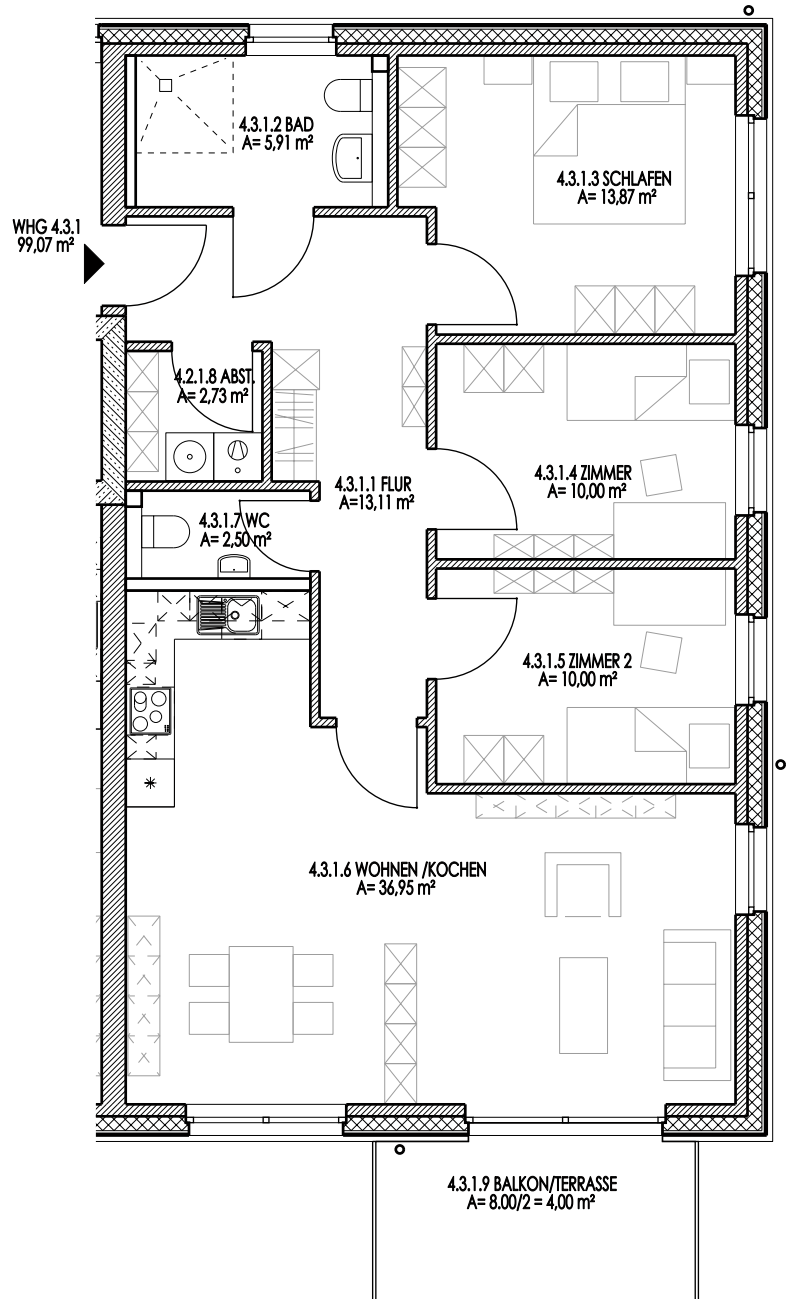 4.3.1.2 BAD
A= 5,91 m²
4.3.1.3 SCHLAFEN
A= 13,87 m²
WHG 4.3.1
99,07 m²
4.2.1.8 ABST.
A= 2,73 m²
4.3.1.1 FLUR
A=13,11 m²
4.3.1.4 ZIMMER
A= 10,00 m²
4.3.1.7 WC
A= 2,50 m²
4.3.1.5 ZIMMER 2
A= 10,00 m²
4.3.1.6 WOHNEN /KOCHEN
A= 36,95 m²
4.3.1.9 BALKON/TERRASSE
A= 8.00/2 = 4,00 m²